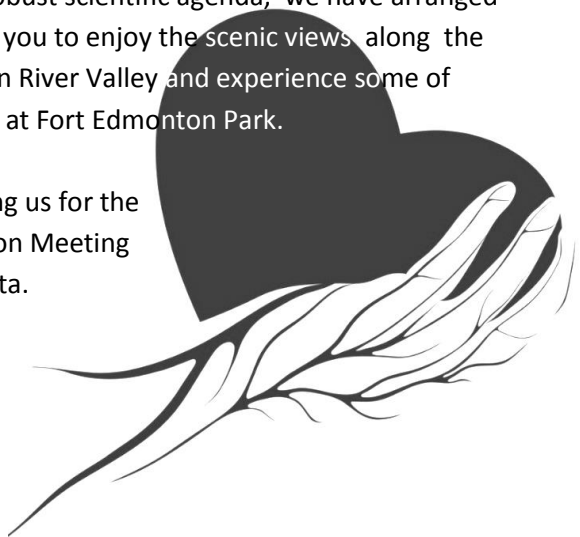 obust scientific agenda, we have arranged
you to enjoy the scenic views along the
n River Valley and experience some of
at Fort Edmonton Park.
ng us for the
on Meeting
ta.